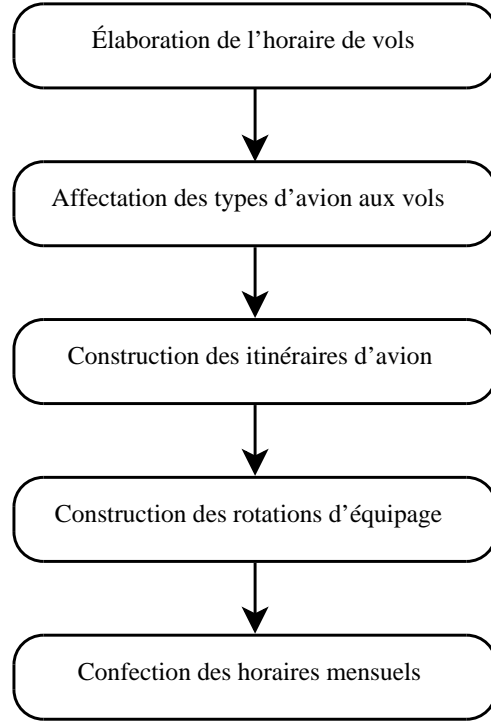 Élaboration de l’horaire de vols
Affectation des types d’avion aux vols
Construction des itinéraires d’avion
Construction des rotations d’équipage
Confection des horaires mensuels